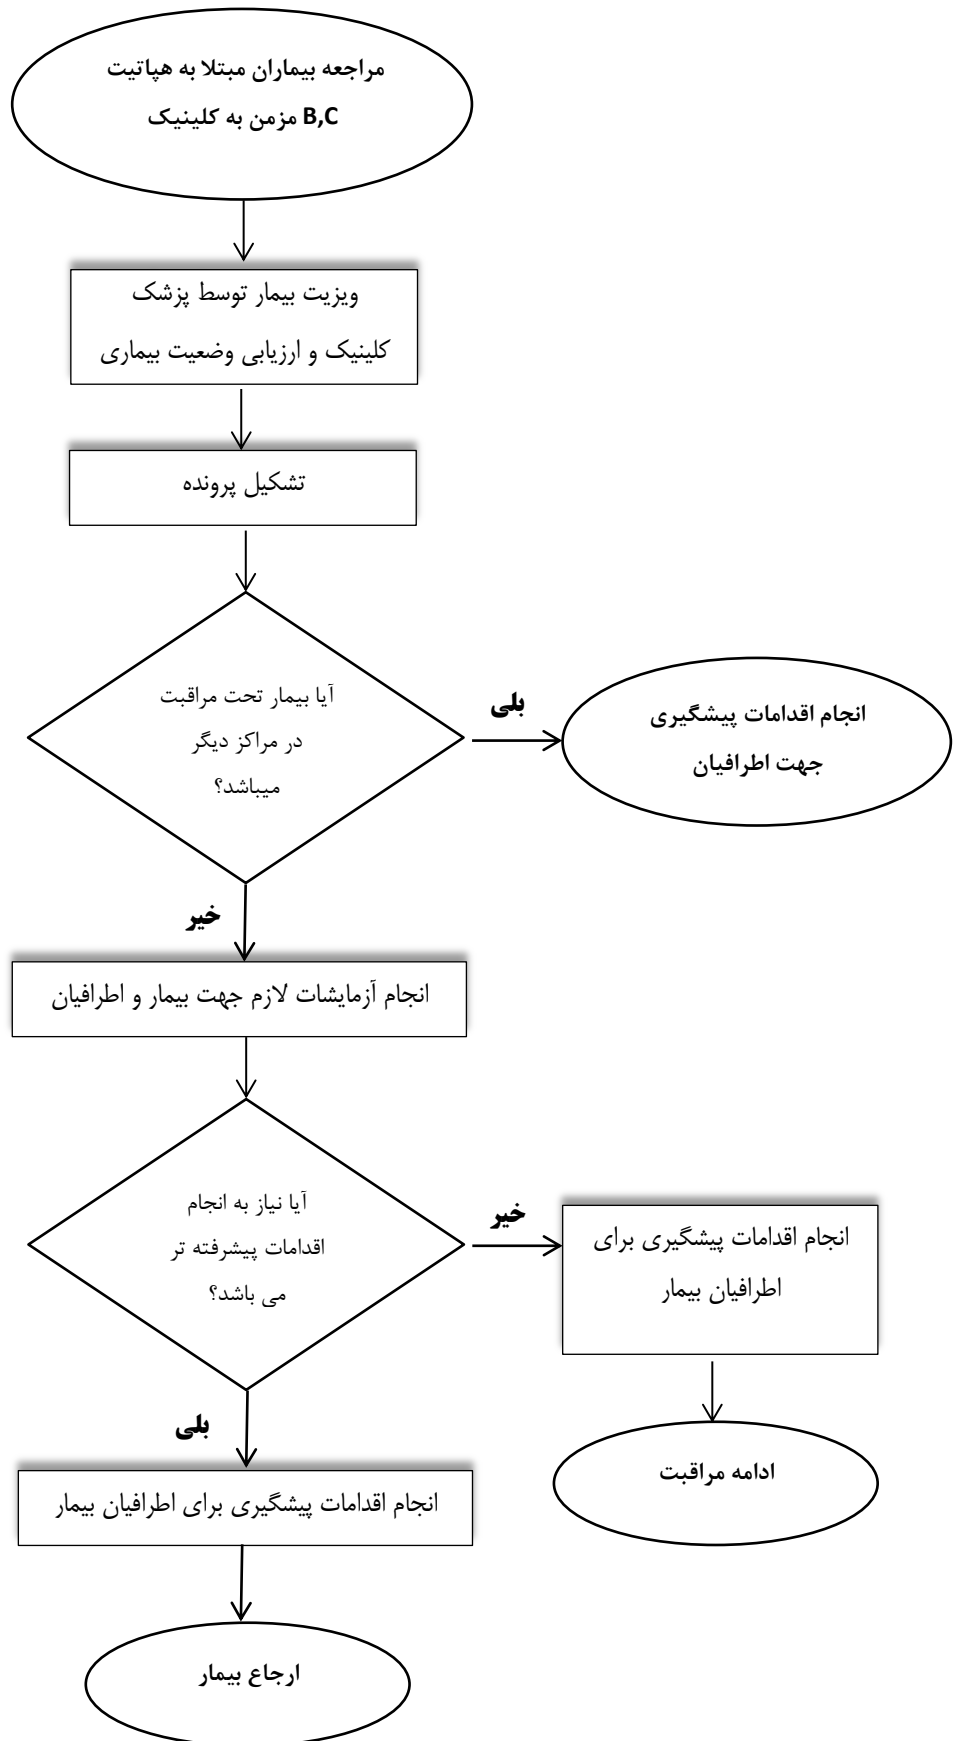 مراجعه بیماران مبتلا به هپاتیت
B,C مزمن به کلینیک
ویزیت بیمار توسط پزشک
کلینیک و ارزیابی وضعیت بیماری
تشکیل پرونده
آیا بیمار تحت مراقبت
در مراکز دیگر
میباشد؟
بلی
انجام اقدامات پیشگیری
جهت اطرافیان
خیر
انجام آزمایشات لازم جهت بیمار و اطرافیان
آیا نیاز به انجام
اقدامات پیشرفته تر
می باشد؟
خیر
انجام اقدامات پیشگیری برای
اطرافیان بیمار
بلی
ادامه مراقبت
انجام اقدامات پیشگیری برای اطرافیان بیمار
ارجاع بیمار